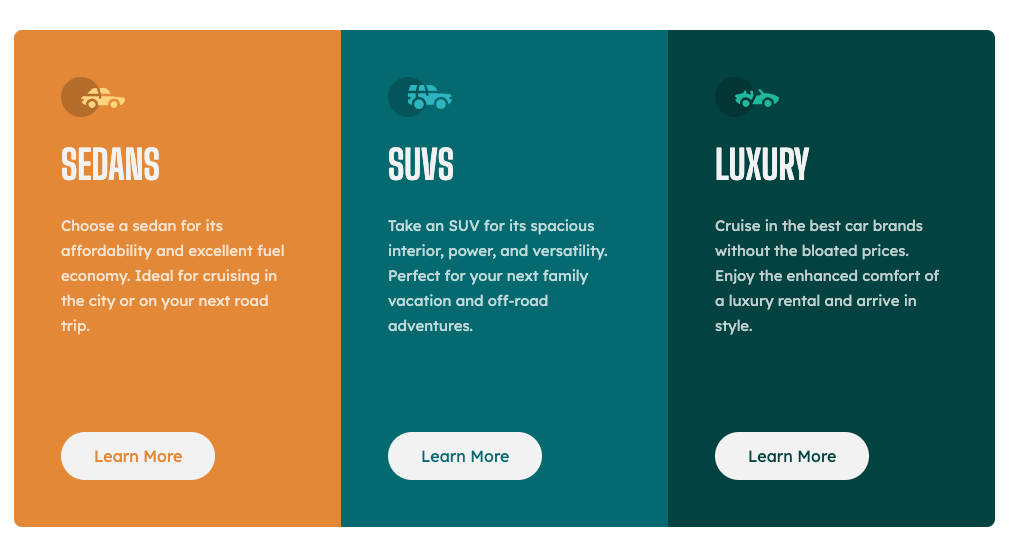 SEDANS
Choose a sedan for its
affordability and excellent fuel
economy. Ideal for cruising in
the city or on your next road
trip.
Learn More
SUVS
Take an SUV for its spacious
interior, power, and versatility.
Perfect for your next family
vacation and off-road
adventures.
Learn More
LUXURY
Cruise in the best car brands
without the bloated prices.
Enjoy the enhanced comfort of
a luxury rental and arrive in
style.
Learn More